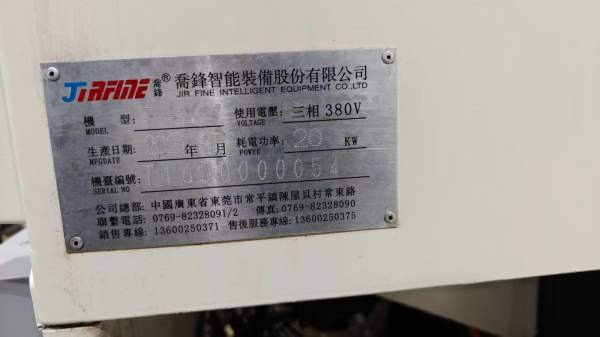 JIRFINE 喬鋒 ® 喬鋒智能裝備股份有限公司
JIR FINE INTELLIGENT EQUIPMENT CO.,LTD
機 型: 使用電壓: 三相 380V
MODEL VOLTAGE
生產日期: 年 月 耗電功率: 20 KW
MFGDATE POWER
機臺編號:
SERIAL NO
公司總部: 中國廣東省東莞市常平鎮陳屋貝村常東路
聯繫電話: 0769-82328091/2 傳真: 0769-82328090
銷售專線: 13600250371 售後服務專線: 13600250375